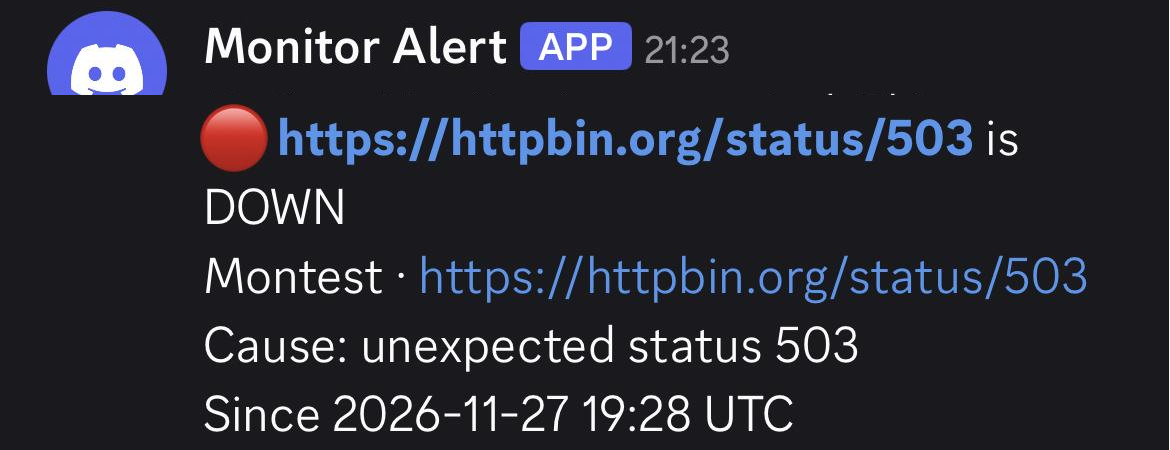 Monitor Alert APP 21:23
🔴 https://httpbin.org/status/503 is
DOWN
Montest · https://httpbin.org/status/503
Cause: unexpected status 503
Since 2026-11-27 19:28 UTC